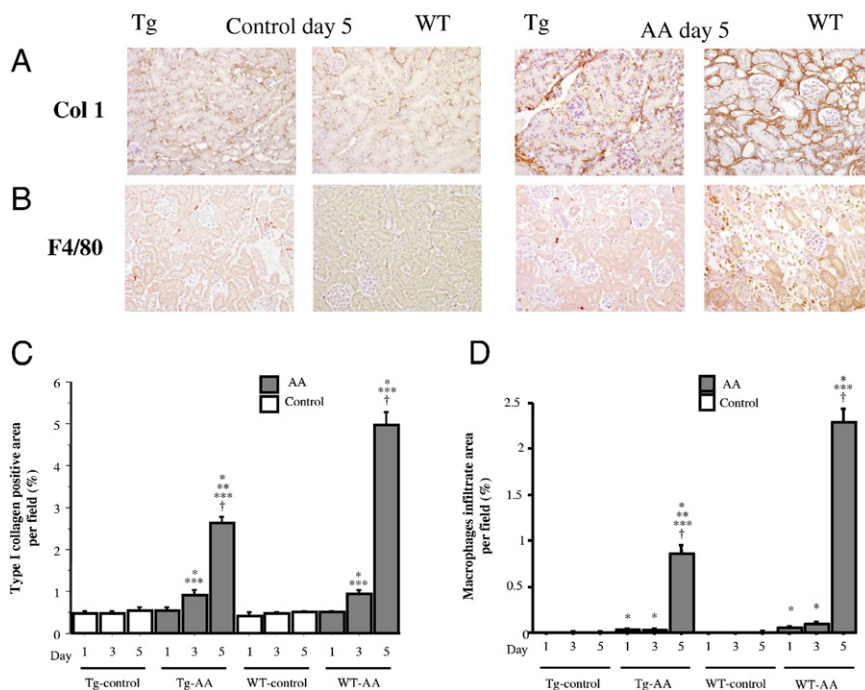 Tg Control day 5 WT Tg AA day 5 WT
A
Col 1
B
F4/80
C
AA
Control
Type I collagen positive area
per field (%)
6
5
3
2
1
0
*
***
*
**
***
†
*
***
*
***
†
Day 1 3 5 1 3 5 1 3 5 1 3 5
Tg-control Tg-AA WT-control WT-AA
D
AA
Control
Macrophages infiltrate area
per field (%)
2.5
2
1.5
1
0.5
0
* *
*
**
***
†
* *
*
***
†
Day 1 3 5 1 3 5 1 3 5 1 3 5
Tg-control Tg-AA WT-control WT-AA